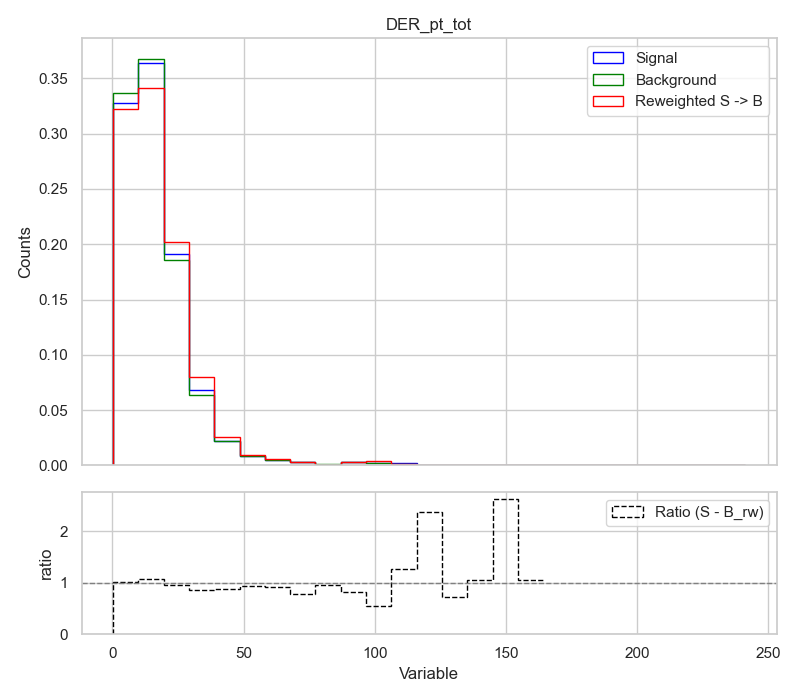 DER_pt_tot
Signal
Background
Reweighted S -> B
0.35
0.30
0.25
0.20
0.15
0.10
0.05
0.00
Counts
Ratio (S - B_rw)
2
1
0
ratio
0 50 100 150 200 250
Variable